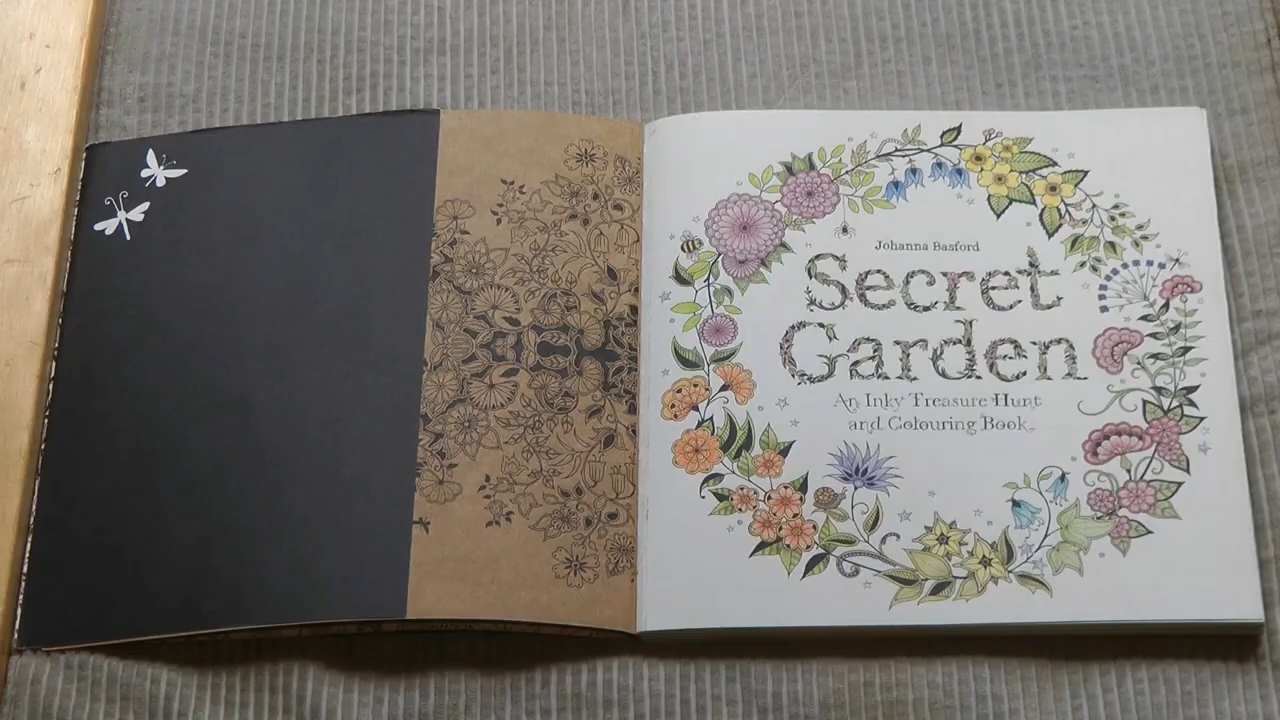 Johanna Basford
Secret
Garden
An Inky Treasure Hunt
and Colouring Book